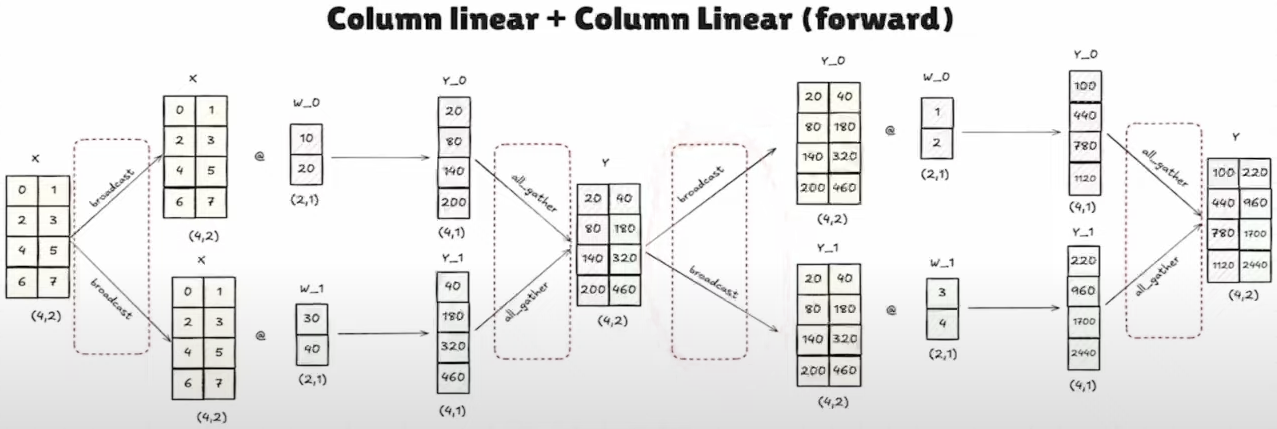 Column linear + Column Linear (forward)
X
0 1
2 3
4 5
6 7
(4,2)
broadcast
broadcast
X
0 1
2 3
4 5
6 7
(4,2)
@
W_0
10
20
(2,1)
Y_0
20
80
140
200
(4,1)
X
0 1
2 3
4 5
6 7
(4,2)
@
W_1
30
40
(2,1)
Y_1
40
180
320
460
(4,1)
all_gather
all_gather
Y
20 40
80 180
140 320
200 460
(4,2)
broadcast
broadcast
Y_0
20 40
80 180
140 320
200 460
(4,2)
@
W_0
1
2
(2,1)
Y_0
100
440
780
1120
(4,1)
Y_1
20 40
80 180
140 320
200 460
(4,2)
@
W_1
3
4
(2,1)
Y_1
220
960
1700
2440
(4,1)
all_gather
all_gather
Y
100 220
440 960
780 1700
1120 2440
(4,2)